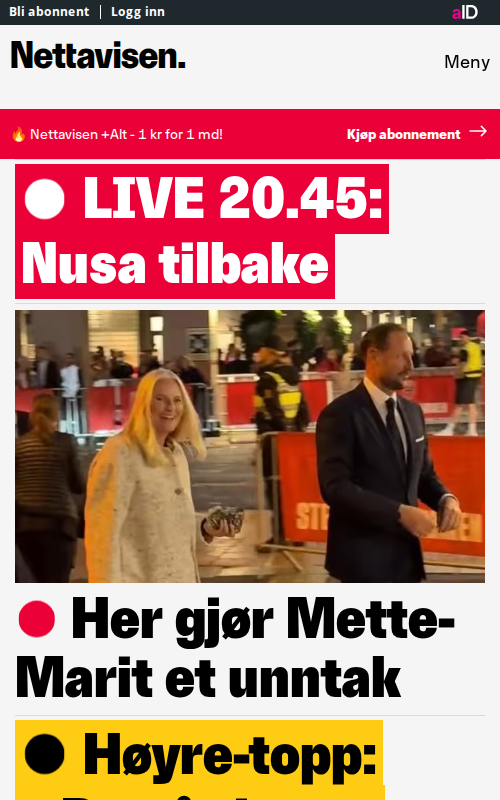 Bli abonnent | Logg inn
aID
Nettavisen.
Meny
🔥 Nettavisen +Alt - 1 kr for 1 md!
Kjøp abonnement →
LIVE 20.45:
Nusa tilbake
Her gjør Mette-
Marit et unntak
Høyre-topp: